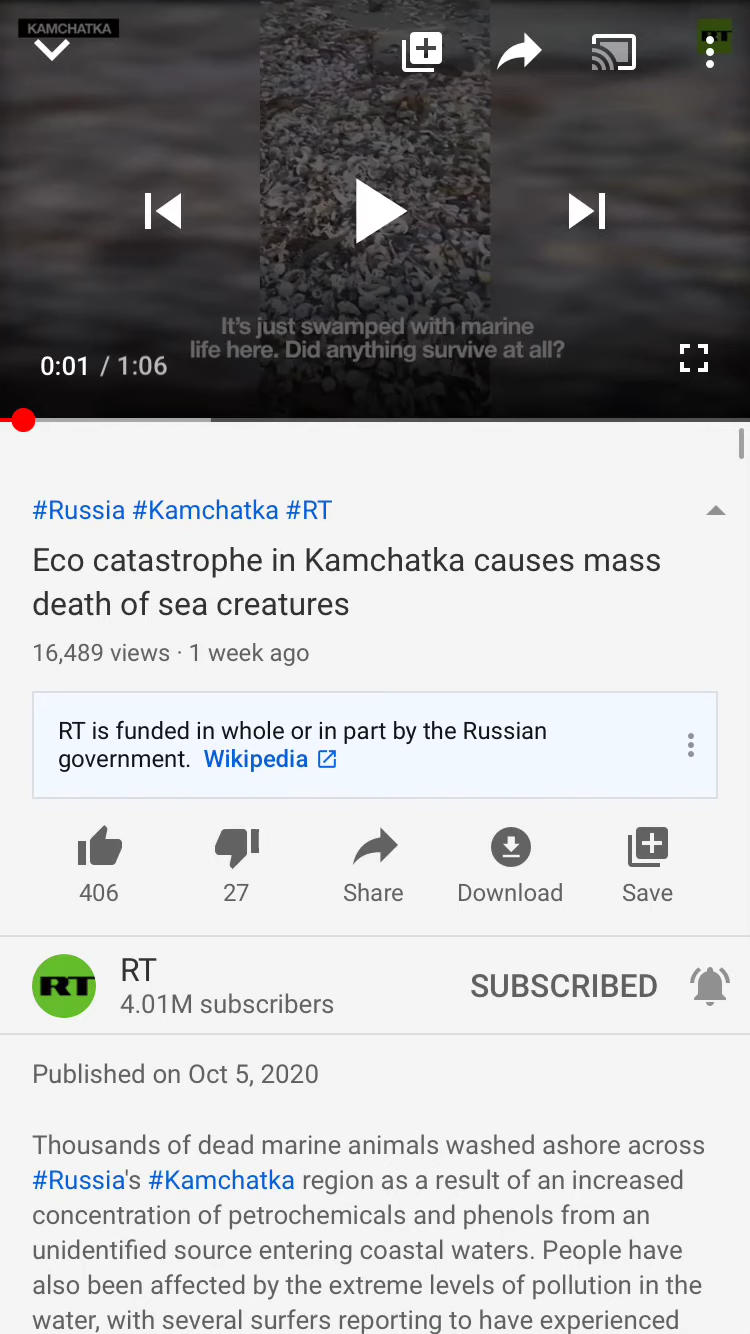 KAMCHATKA
RT
It's just swamped with marine
life here. Did anything survive at all?
0:01 / 1:06
#Russia #Kamchatka #RT
Eco catastrophe in Kamchatka causes mass
death of sea creatures
16,489 views · 1 week ago
RT is funded in whole or in part by the Russian
government. Wikipedia
406 27 Share Download Save
RT
RT
4.01M subscribers
SUBSCRIBED
Published on Oct 5, 2020
Thousands of dead marine animals washed ashore across
#Russia's #Kamchatka region as a result of an increased
concentration of petrochemicals and phenols from an
unidentified source entering coastal waters. People have
also been affected by the extreme levels of pollution in the
water, with several surfers reporting to have experienced